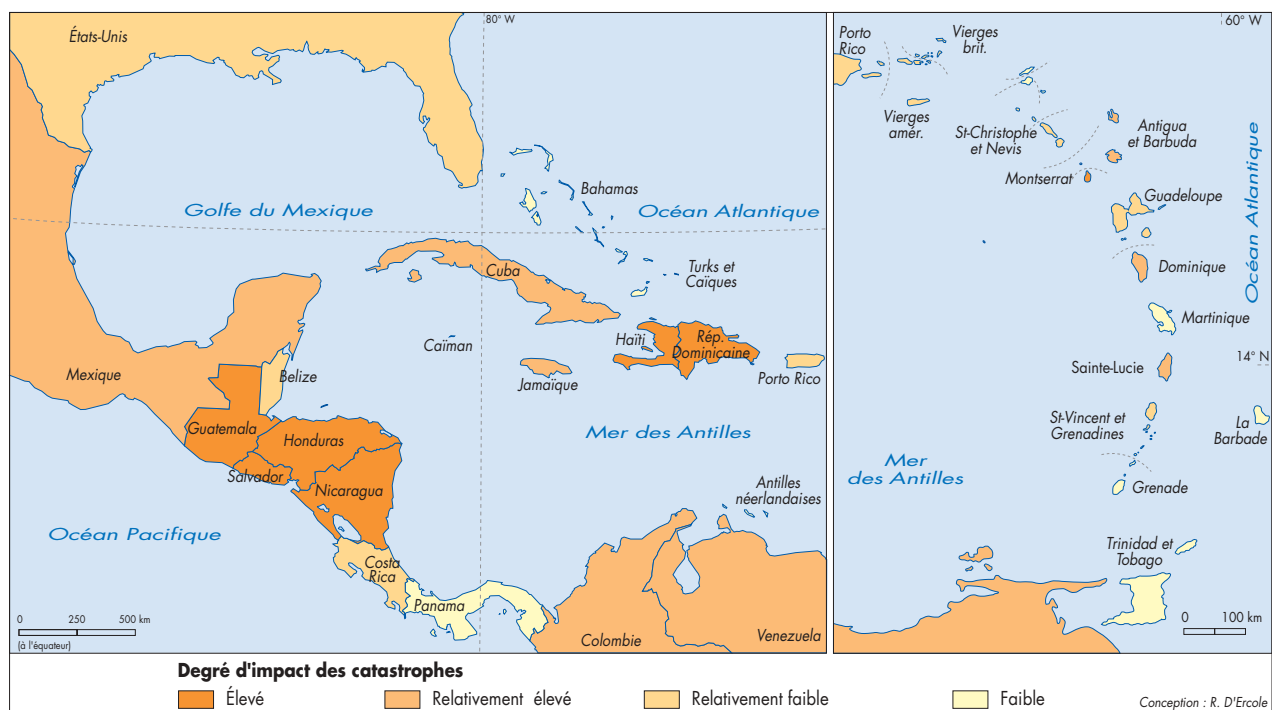 80° W
États-Unis
Bahamas
Golfe du Mexique
Océan Atlantique
Cuba
Turks et
Caïques
Caïman
Haïti
Rép.
Dominicaine
Jamaïque
Porto Rico
Mexique
Belize
Guatemala
Honduras
Mer des Antilles
Salvador
Nicaragua
Antilles
néerlandaises
Océan Pacifique
Costa
Rica
Panama
Colombie
Venezuela
0 250 500 km
(à l'équateur)
60° W
Porto
Rico
Vierges
brit.
Vierges
amér.
St-Christophe
et Nevis
Antigua
et Barbuda
Montserrat
Guadeloupe
Océan Atlantique
Dominique
Martinique
14° N
Sainte-Lucie
St-Vincent et
Grenadines
La
Barbade
Mer
des Antilles
Grenade
Trinidad et
Tobago
0 100 km
Degré d'impact des catastrophes
Élevé
Relativement élevé
Relativement faible
Faible
Conception : R. D'Ercole